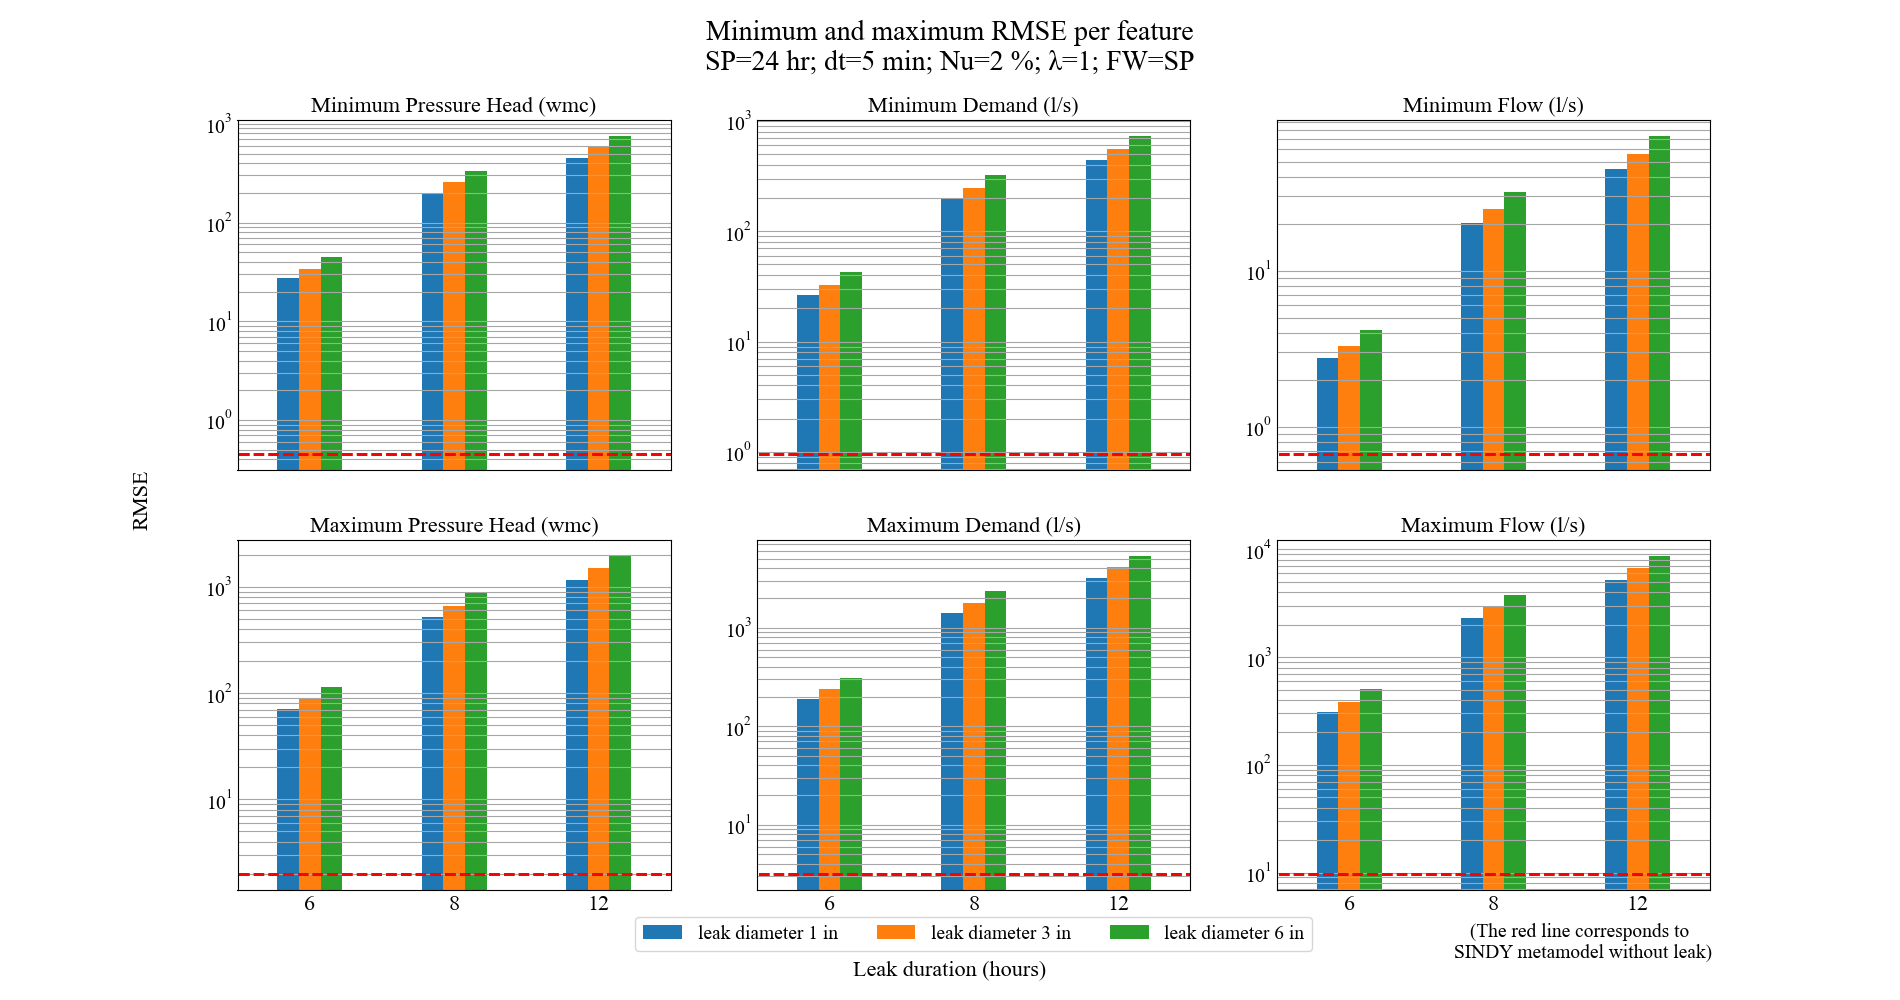 Minimum and maximum RMSE per feature
SP=24 hr; dt=5 min; Nu=2 %; λ=1; FW=SP
Minimum Pressure Head (wmc)
10³
10²
10¹
10⁰
Minimum Demand (l/s)
10³
10²
10¹
10⁰
Minimum Flow (l/s)
10¹
10⁰
RMSE
Maximum Pressure Head (wmc)
10³
10²
10¹
6 8 12
Maximum Demand (l/s)
10³
10²
10¹
6 8 12
Maximum Flow (l/s)
10⁴
10³
10²
10¹
6 8 12
leak diameter 1 in leak diameter 3 in leak diameter 6 in
Leak duration (hours)
(The red line corresponds to
SINDY metamodel without leak)